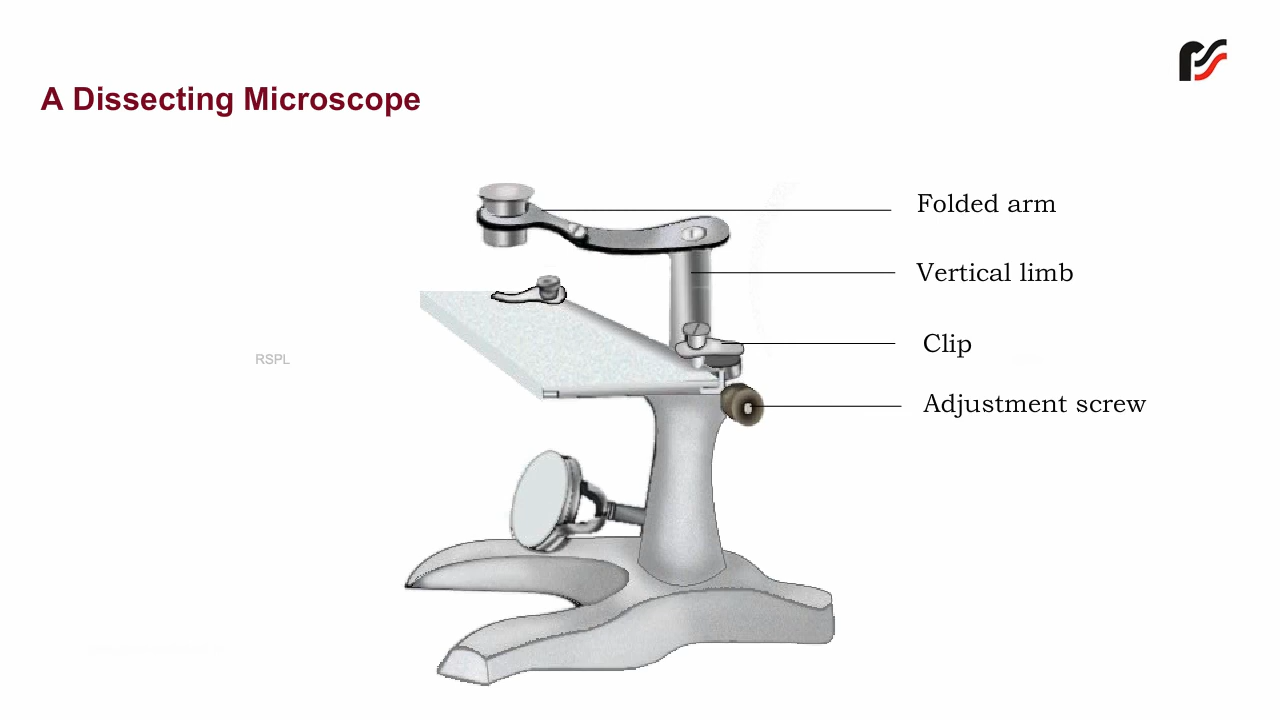 A Dissecting Microscope
Folded arm
Vertical limb
Clip
RSPL
Adjustment screw